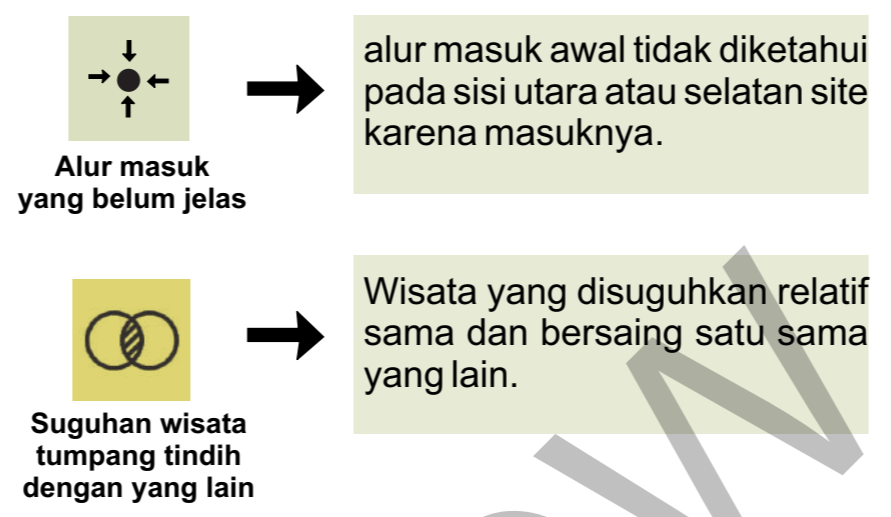 alur masuk awal tidak diketahui
pada sisi utara atau selatan site
karena masuknya.
Alur masuk
yang belum jelas
Wisata yang disuguhkan relatif
sama dan bersaing satu sama
yang lain.
Suguhan wisata
tumpang tindih
dengan yang lain